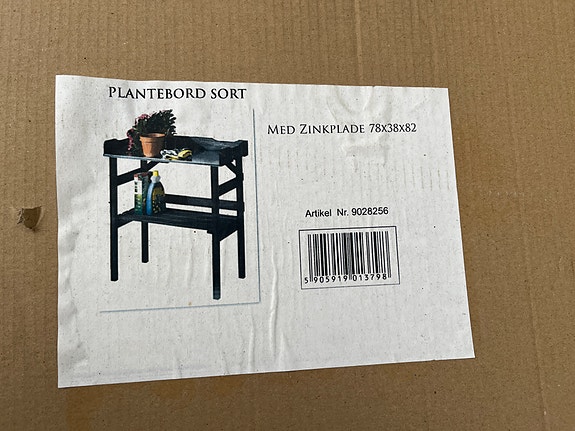 PLANTEBORD SORT
MED ZINKPLADE 78X38X82
Artikel Nr. 9028256
5 905919 013798